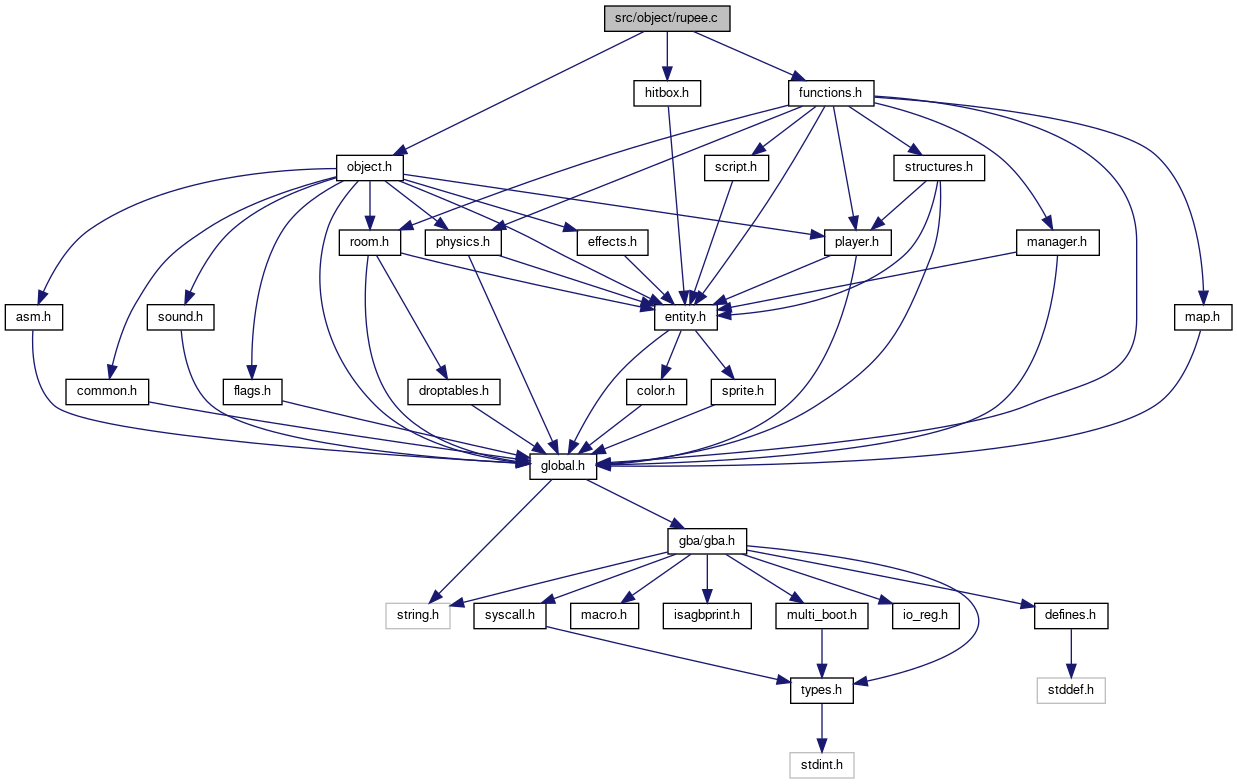 src/object/rupee.c
hitbox.h
functions.h
object.h
script.h
structures.h
room.h
physics.h
effects.h
player.h
manager.h
asm.h
sound.h
entity.h
map.h
common.h
flags.h
droptables.h
color.h
sprite.h
global.h
gba/gba.h
string.h
syscall.h
macro.h
isagbprint.h
multi_boot.h
io_reg.h
defines.h
types.h
stddef.h
stdint.h